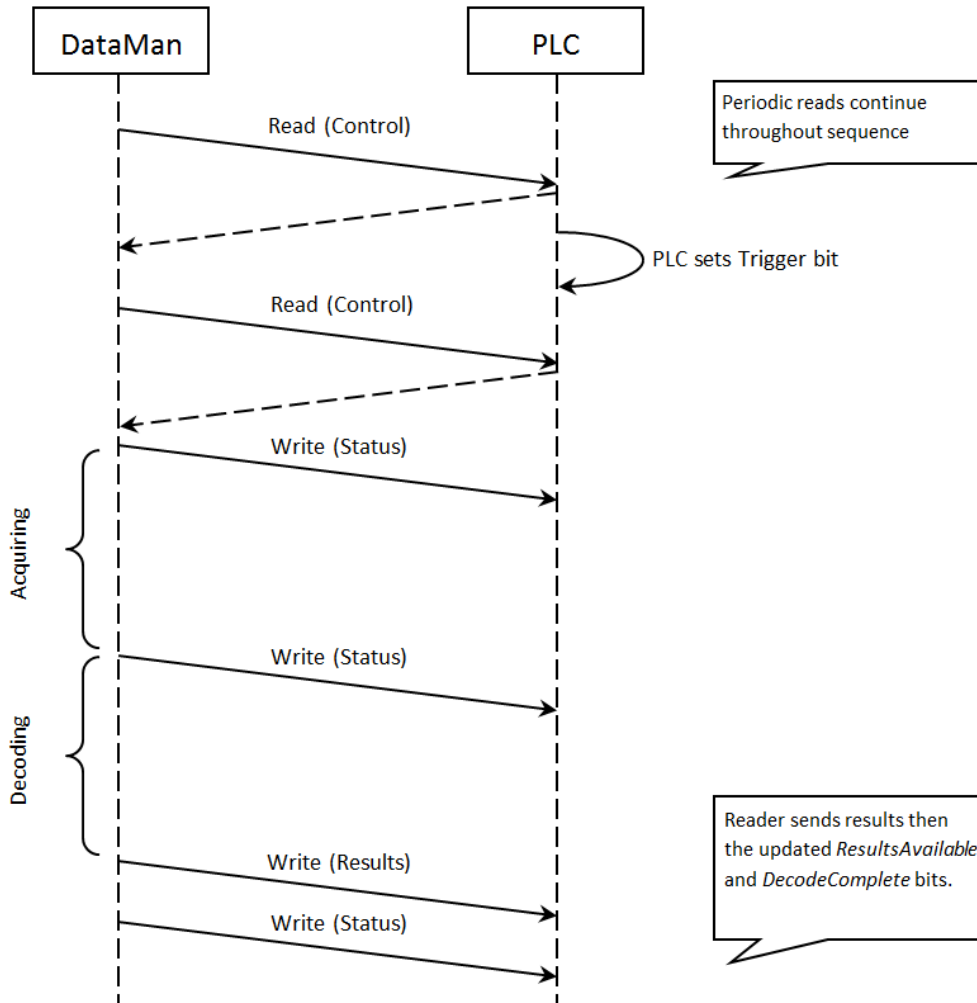 DataMan
PLC
Read (Control)
Periodic reads continue
throughout sequence
PLC sets Trigger bit
Read (Control)
Write (Status)
Acquiring
Write (Status)
Decoding
Reader sends results then
the updated ResultsAvailable
and DecodeComplete bits.
Write (Results)
Write (Status)